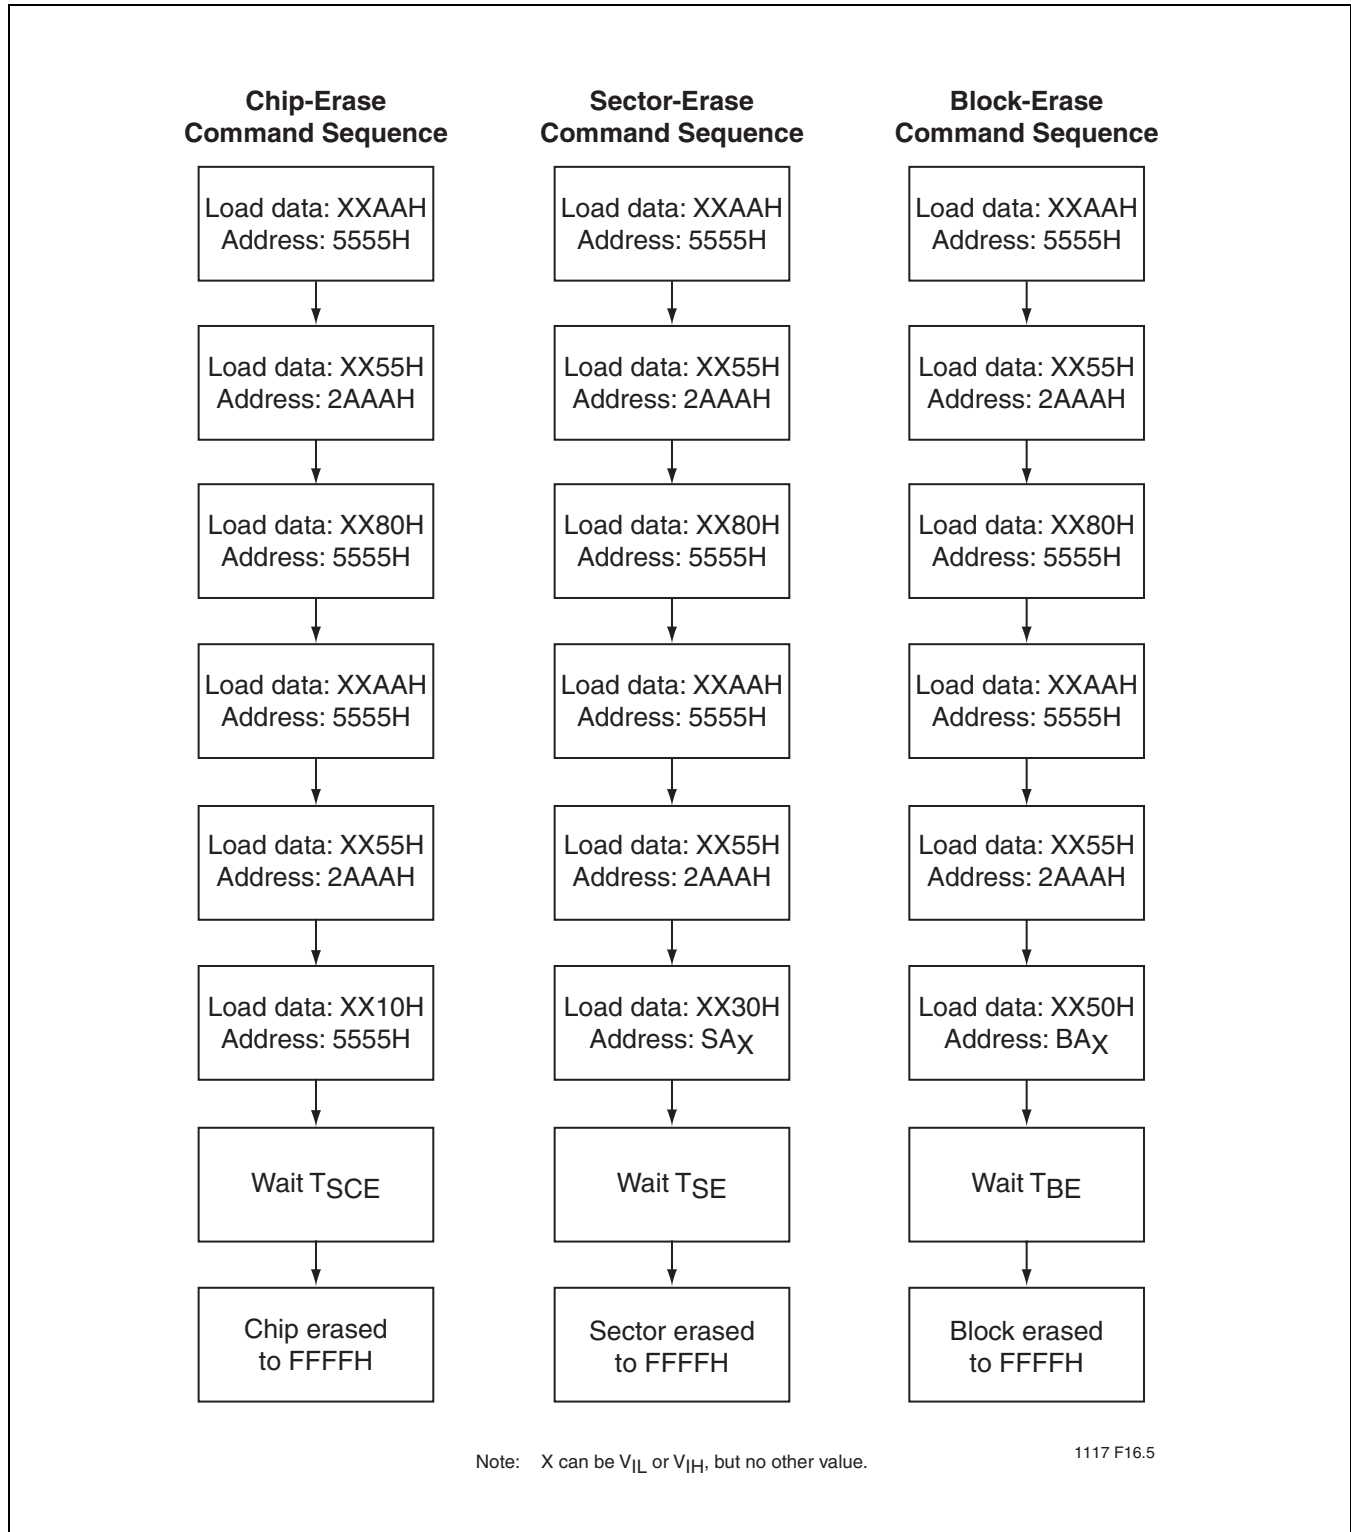 Chip-Erase
Command Sequence
Load data: XXAAH
Address: 5555H
Load data: XX55H
Address: 2AAAH
Load data: XX80H
Address: 5555H
Load data: XXAAH
Address: 5555H
Load data: XX55H
Address: 2AAAH
Load data: XX10H
Address: 5555H
Wait TSCE
Chip erased
to FFFFH
Sector-Erase
Command Sequence
Load data: XXAAH
Address: 5555H
Load data: XX55H
Address: 2AAAH
Load data: XX80H
Address: 5555H
Load data: XXAAH
Address: 5555H
Load data: XX55H
Address: 2AAAH
Load data: XX30H
Address: SAX
Wait TSE
Sector erased
to FFFFH
Block-Erase
Command Sequence
Load data: XXAAH
Address: 5555H
Load data: XX55H
Address: 2AAAH
Load data: XX80H
Address: 5555H
Load data: XXAAH
Address: 5555H
Load data: XX55H
Address: 2AAAH
Load data: XX50H
Address: BAX
Wait TBE
Block erased
to FFFFH
Note: X can be VIL or VIH, but no other value.
1117 F16.5